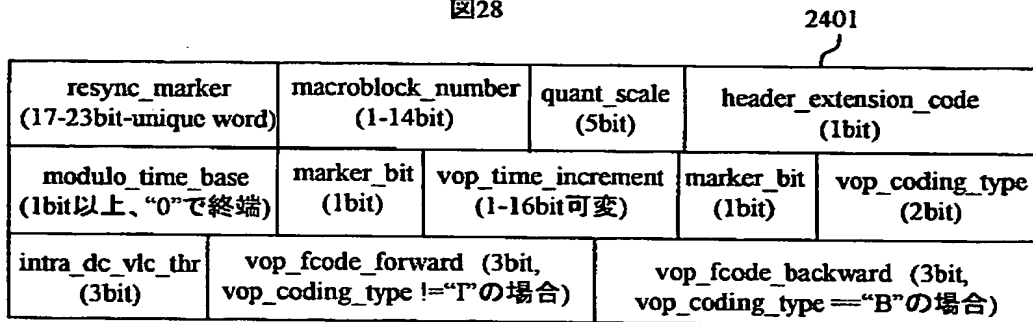 図28
2401
resync_marker
(17-23bit-unique word)
macroblock_number
(1-14bit)
quant_scale
(5bit)
header_extension_code
(1bit)
modulo_time_base
(1bit以上、“0”で終端)
marker_bit
(1bit)
vop_time_increment
(1-16bit可変)
marker_bit
(1bit)
vop_coding_type
(2bit)
intra_dc_vlc_thr
(3bit)
vop_fcode_forward (3bit,
vop_coding_type !=“I”の場合)
vop_fcode_backward (3bit,
vop_coding_type ==“B”の場合)